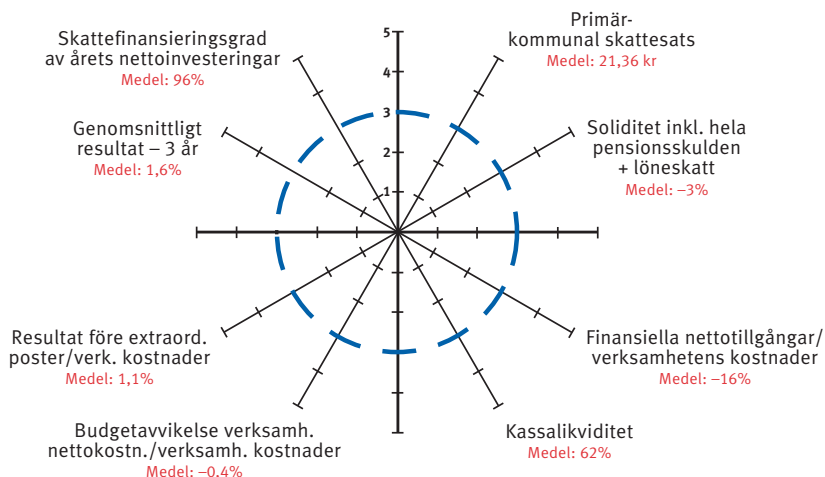 Skattefinansieringsgrad
av årets nettoinvesteringar
Medel: 96%
Primär-
kommunal skattesats
Medel: 21,36 kr
5
4
3
2
1
Genomsnittligt
resultat – 3 år
Medel: 1,6%
Soliditet inkl. hela
pensionsskulden
+ löneskatt
Medel: –3%
Resultat före extraord.
poster/verk. kostnader
Medel: 1,1%
Finansiella nettotillgångar/
verksamhetens kostnader
Medel: –16%
Budgetavvikelse verksamh.
nettokostn./verksamh. kostnader
Medel: –0,4%
Kassalikviditet
Medel: 62%